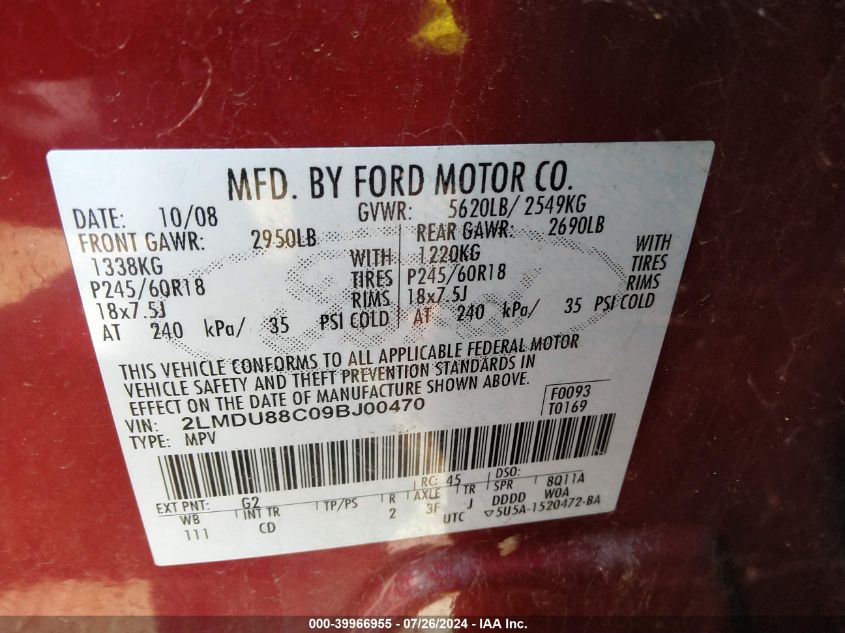 MFD. BY FORD MOTOR CO.
DATE: 10/08 GVWR: 5620LB/ 2549KG
FRONT GAWR: 2950LB REAR GAWR: 2690LB
1338KG WITH 1220KG WITH
P245/60R18 TIRES P245/60R18 TIRES
18x7.5J RIMS 18x7.5J RIMS
AT 240 kPa/ 35 PSI COLD AT 240 kPa/ 35 PSI COLD
THIS VEHICLE CONFORMS TO ALL APPLICABLE FEDERAL MOTOR
VEHICLE SAFETY AND THEFT PREVENTION STANDARDS IN
EFFECT ON THE DATE OF MANUFACTURE SHOWN ABOVE.
VIN: 2LMDU88C09BJ00470 F0093
TYPE: MPV T0169
EXT PNT: G2 RC: 45 DSO:
WB INT TR TP/PS R AXLE TR SPR 8Q11A
111 CD 2 3F J DDDD W0A
UTC ▽5U5A-1520472-BA
000-39966955 / 07/26/2024 / IAA Inc.